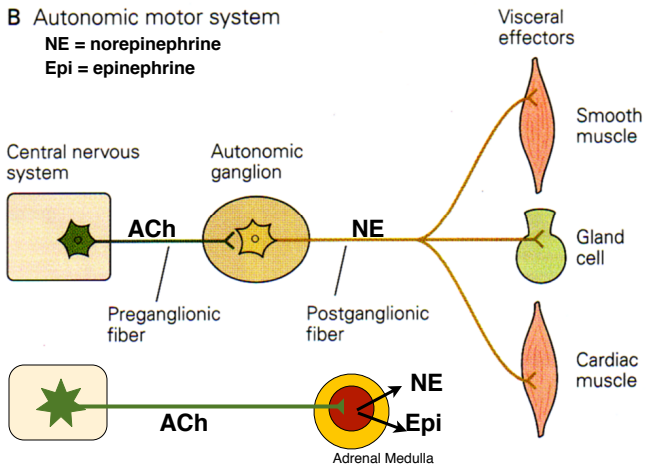 B Autonomic motor system
NE = norepinephrine
Epi = epinephrine
Visceral
effectors
Smooth
muscle
Central nervous
system
Autonomic
ganglion
ACh
NE
Gland
cell
Preganglionic
fiber
Postganglionic
fiber
Cardiac
muscle
NE
ACh
Epi
Adrenal Medulla